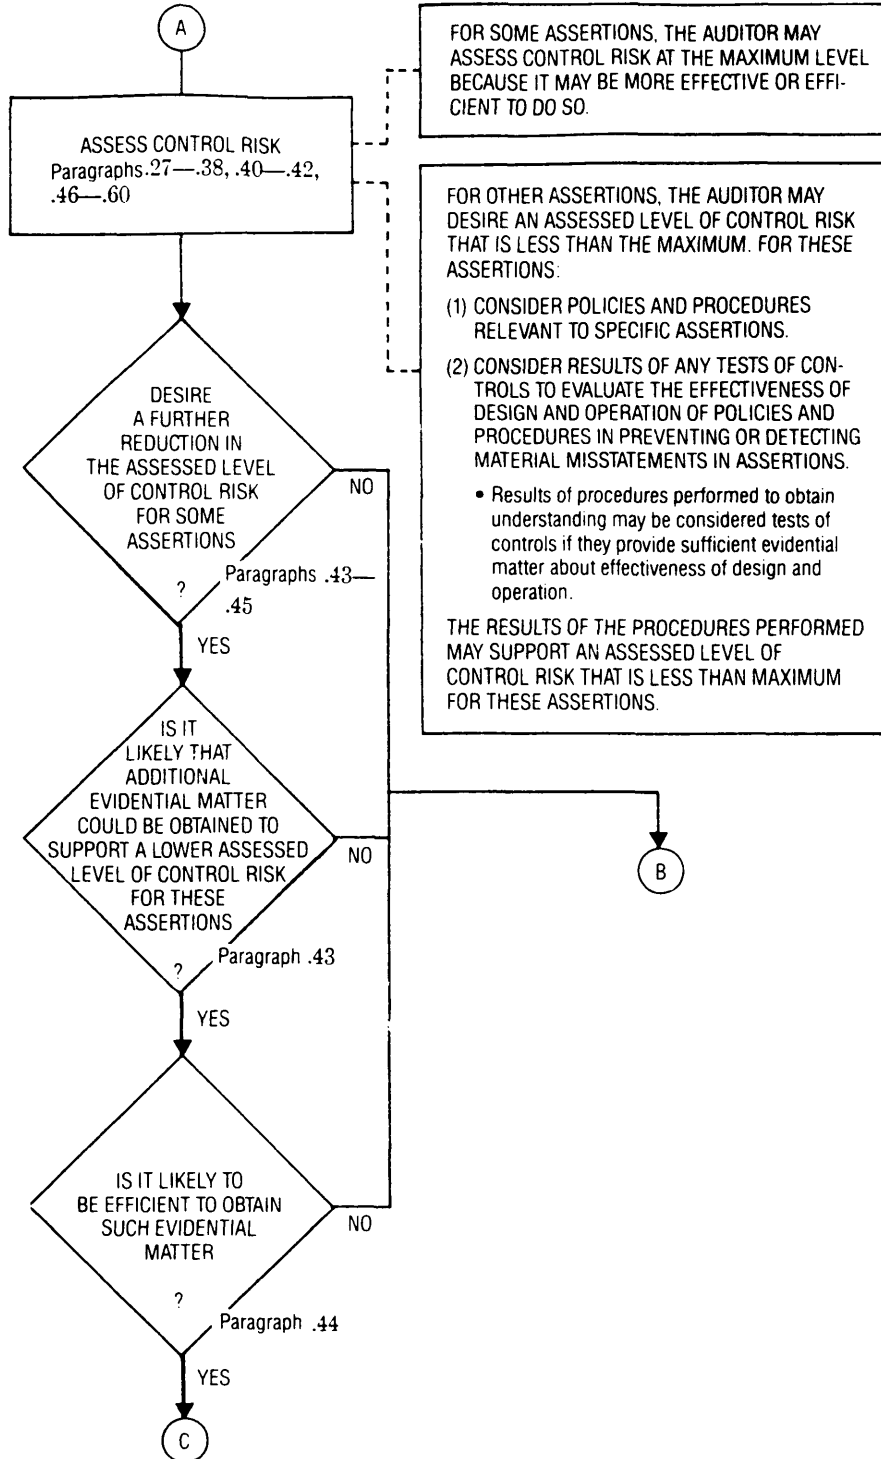 A
ASSESS CONTROL RISK
Paragraphs .27—.38, .40—.42,
.46—.60
FOR SOME ASSERTIONS, THE AUDITOR MAY
ASSESS CONTROL RISK AT THE MAXIMUM LEVEL
BECAUSE IT MAY BE MORE EFFECTIVE OR EFFI-
CIENT TO DO SO.
FOR OTHER ASSERTIONS, THE AUDITOR MAY
DESIRE AN ASSESSED LEVEL OF CONTROL RISK
THAT IS LESS THAN THE MAXIMUM. FOR THESE
ASSERTIONS:
(1) CONSIDER POLICIES AND PROCEDURES
RELEVANT TO SPECIFIC ASSERTIONS.
(2) CONSIDER RESULTS OF ANY TESTS OF CON-
TROLS TO EVALUATE THE EFFECTIVENESS OF
DESIGN AND OPERATION OF POLICIES AND
PROCEDURES IN PREVENTING OR DETECTING
MATERIAL MISSTATEMENTS IN ASSERTIONS.
• Results of procedures performed to obtain
understanding may be considered tests of
controls if they provide sufficient evidential
matter about effectiveness of design and
operation.
THE RESULTS OF THE PROCEDURES PERFORMED
MAY SUPPORT AN ASSESSED LEVEL OF
CONTROL RISK THAT IS LESS THAN MAXIMUM
FOR THESE ASSERTIONS.
DESIRE
A FURTHER
REDUCTION IN
THE ASSESSED LEVEL
OF CONTROL RISK
FOR SOME
ASSERTIONS
?
Paragraphs .43—
.45
NO
YES
IS IT
LIKELY THAT
ADDITIONAL
EVIDENTIAL MATTER
COULD BE OBTAINED TO
SUPPORT A LOWER ASSESSED
LEVEL OF CONTROL RISK
FOR THESE
ASSERTIONS
?
Paragraph .43
NO
B
YES
IS IT LIKELY TO
BE EFFICIENT TO OBTAIN
SUCH EVIDENTIAL
MATTER
?
Paragraph .44
NO
YES
C